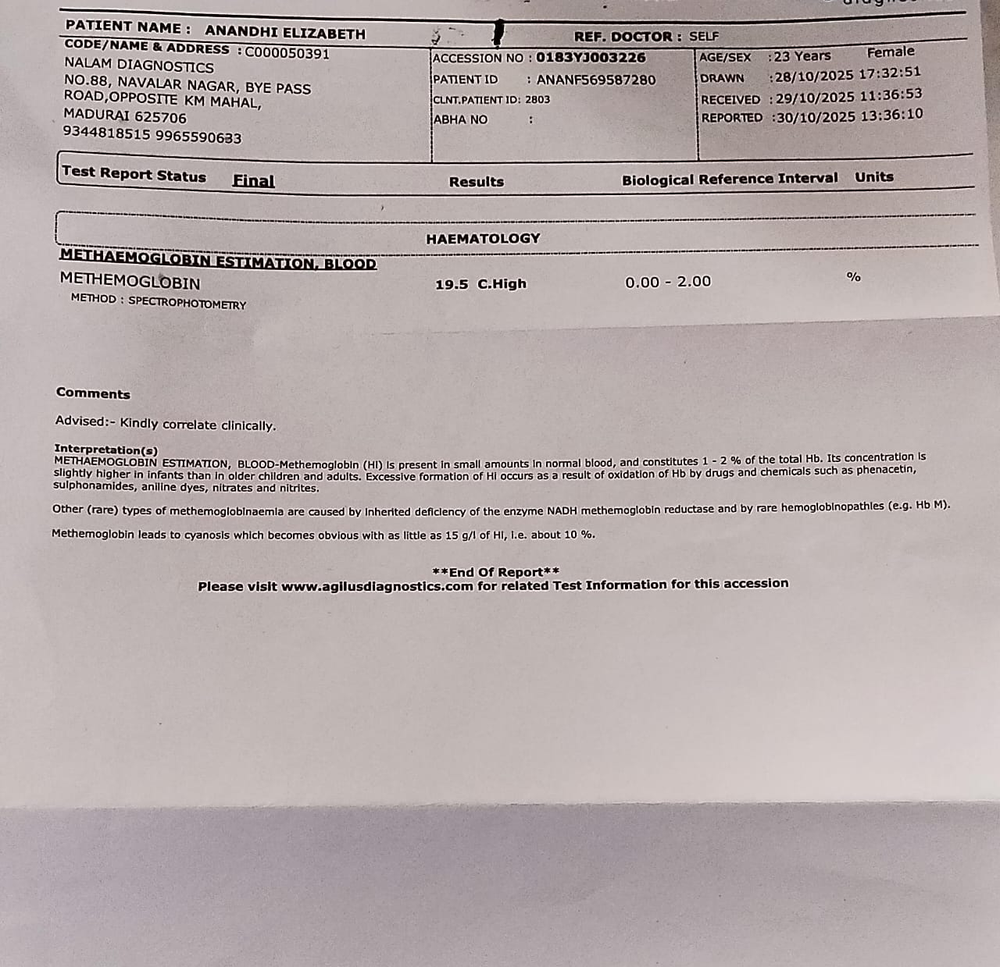 PATIENT NAME : ANANDHI ELIZABETH
REF. DOCTOR : SELF
CODE/NAME & ADDRESS : C000050391
NALAM DIAGNOSTICS
NO.88, NAVALAR NAGAR, BYE PASS
ROAD,OPPOSITE KM MAHAL,
MADURAI 625706
9344818515 9965590633
ACCESSION NO : 0183YJ003226
PATIENT ID : ANANF569587280
CLNT.PATIENT ID: 2803
ABHA NO :
AGE/SEX :23 Years Female
DRAWN :28/10/2025 17:32:51
RECEIVED :29/10/2025 11:36:53
REPORTED :30/10/2025 13:36:10
Test Report Status Final Results Biological Reference Interval Units
HAEMATOLOGY
METHAEMOGLOBIN ESTIMATION, BLOOD
METHEMOGLOBIN 19.5 C.High 0.00 - 2.00 %
METHOD : SPECTROPHOTOMETRY
Comments
Advised:- Kindly correlate clinically.
Interpretation(s)
METHAEMOGLOBIN ESTIMATION, BLOOD-Methemoglobin (HI) is present in small amounts in normal blood, and constitutes 1 - 2 % of the total Hb. Its concentration is
slightly higher in infants than in older children and adults. Excessive formation of HI occurs as a result of oxidation of Hb by drugs and chemicals such as phenacetin,
sulphonamides, aniline dyes, nitrates and nitrites.
Other (rare) types of methemoglobinaemia are caused by inherited deficiency of the enzyme NADH methemoglobin reductase and by rare hemoglobinopathies (e.g. Hb M).
Methemoglobin leads to cyanosis which becomes obvious with as little as 15 g/l of HI, i.e. about 10 %.
**End Of Report**
Please visit www.agilusdiagnostics.com for related Test Information for this accession